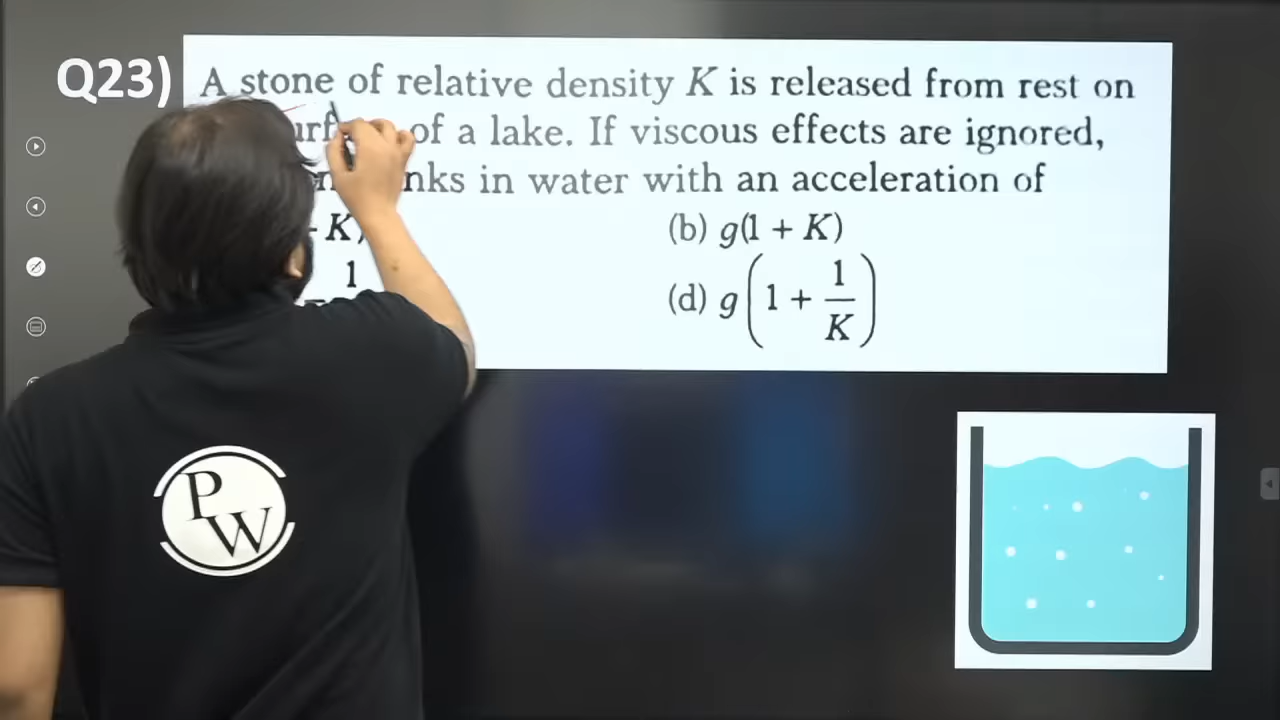 Q23)
A stone of relative density K is released from rest on
of a lake. If viscous effects are ignored,
in water with an acceleration of
K)
(b) g(1 + K)
1
(d) g(1 + 1/K)
P
W